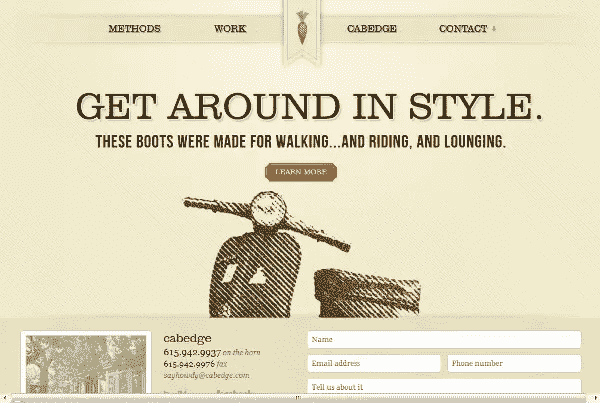 METHODS WORK CABEDGE CONTACT
GET AROUND IN STYLE.
THESE BOOTS WERE MADE FOR WALKING...AND RIDING, AND LOUNGING.
LEARN MORE
cabedge
615.942.9937 on the horn
615.942.9976 fax
sayhowdy@cabedge.com
Name
Email address Phone number
Tell us about it